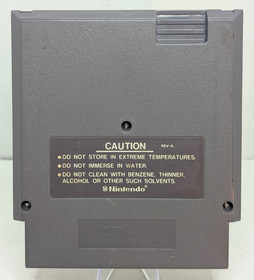 CAUTION REV-A
• DO NOT STORE IN EXTREME TEMPERATURES.
• DO NOT IMMERSE IN WATER.
• DO NOT CLEAN WITH BENZENE, THINNER,
ALCOHOL OR OTHER SUCH SOLVENTS.
Nintendo®